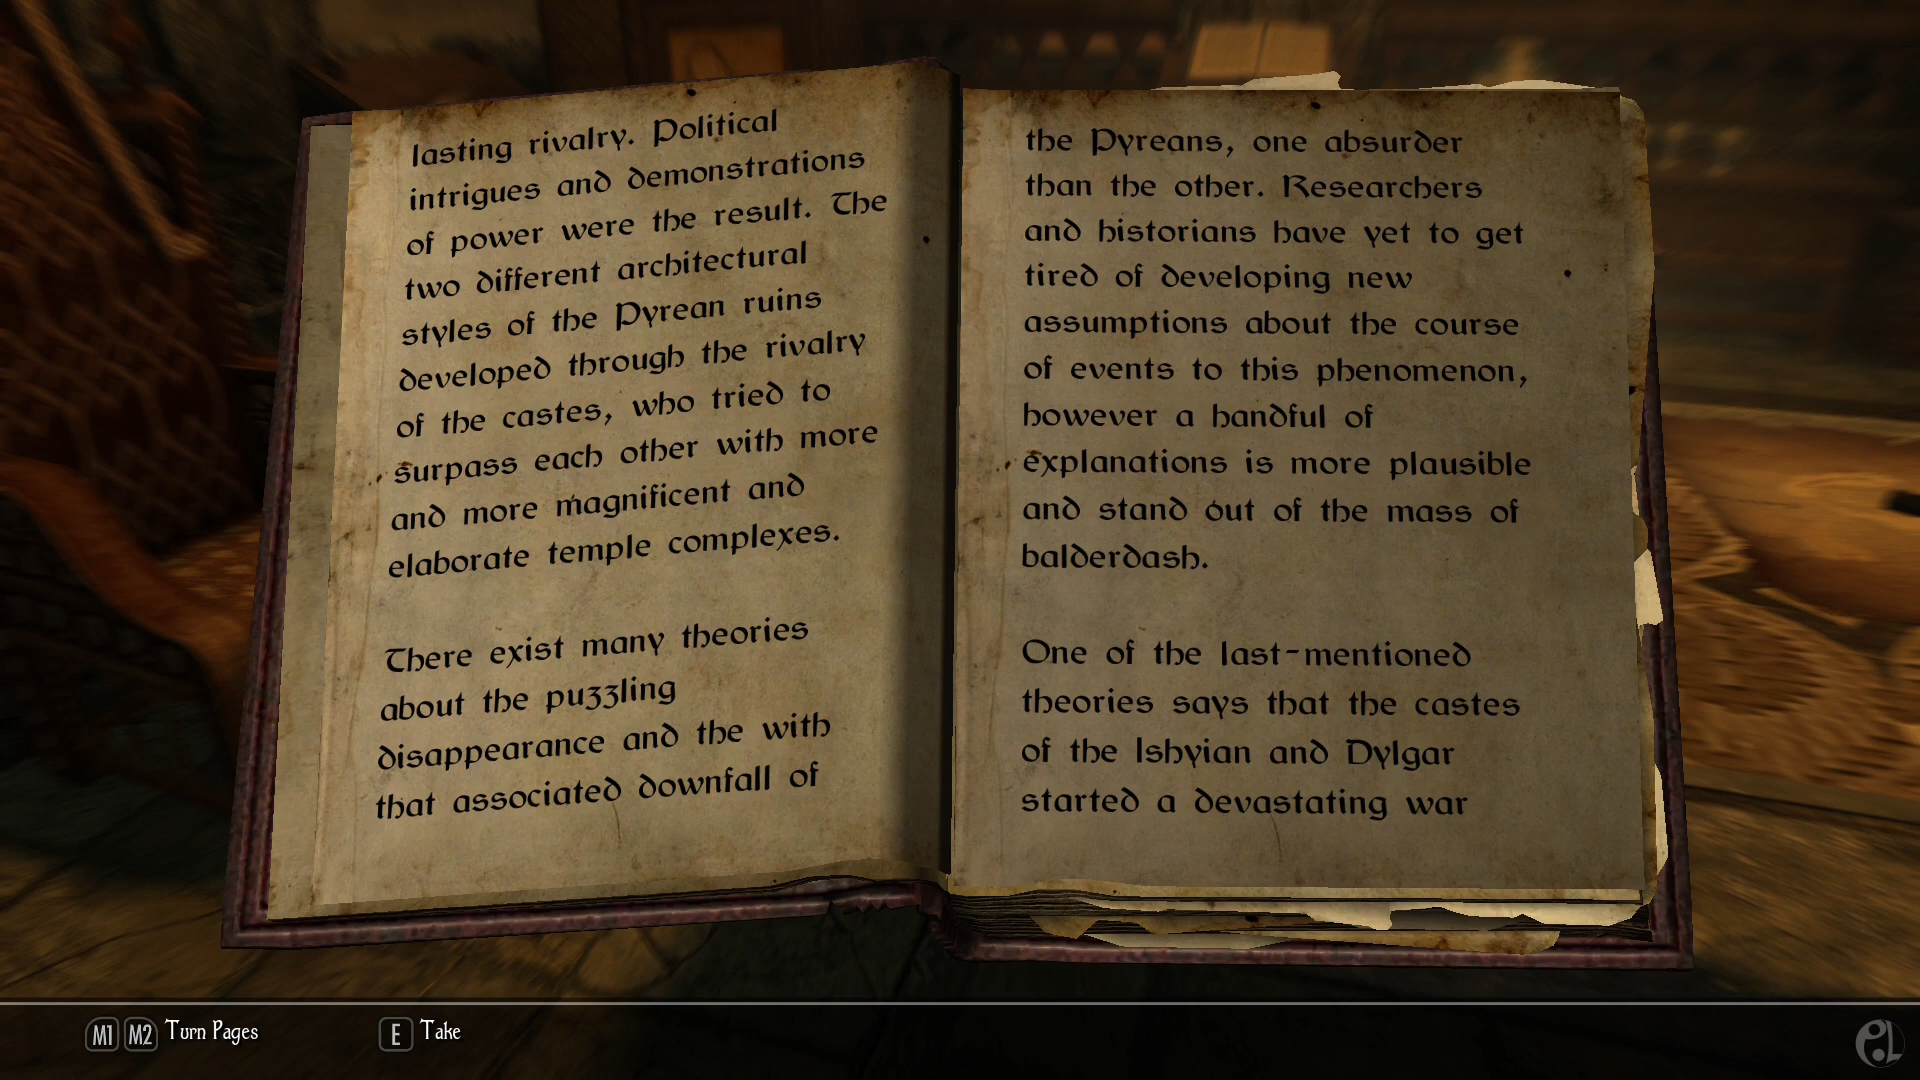 lasting rivalry. Political
intrigues and demonstrations
of power were the result. The
two different architectural
styles of the Pyrean ruins
developed through the rivalry
of the castes, who tried to
surpass each other with more
and more magnificent and
elaborate temple complexes.
There exist many theories
about the puzzling
disappearance and the with
that associated downfall of
the Pyreans, one absurder
than the other. Researchers
and historians have yet to get
tired of developing new
assumptions about the course
of events to this phenomenon,
however a handful of
explanations is more plausible
and stand out of the mass of
balderdash.
One of the last-mentioned
theories says that the castes
of the Ishyian and Dylgar
started a devastating war
M1 M2 Turn Pages
E Take